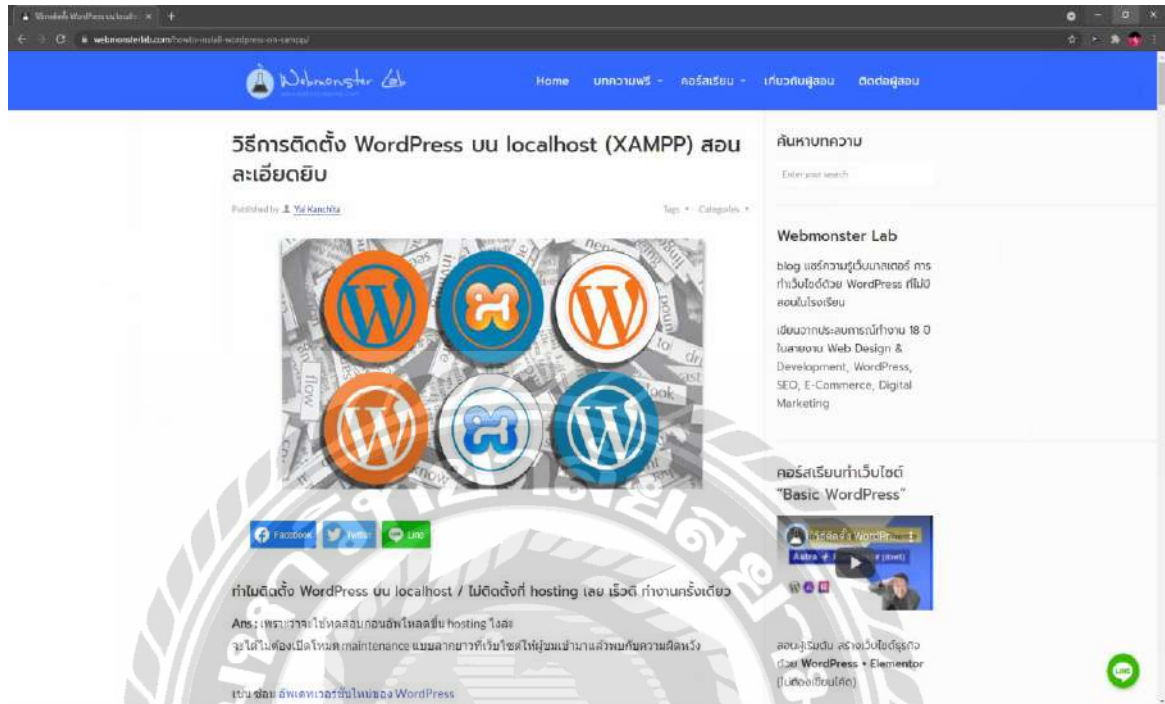 webmonsterlab.com/howto-install-wordpress-on-xampp/
Webmonster Lab
Home บทความฟรี คอร์สเรียน เกี่ยวกับผู้สอน ติดต่อผู้สอน
วิธีการติดตั้ง WordPress บน localhost (XAMPP) สอน
ละเอียดยิบ
Published by Yui Kanchita
Tags Categories
Facebook Twitter Line
ทำไมติดตั้ง WordPress บน localhost / ไม่ติดตั้งที่ hosting เลย เร็วดี ทำงานครั้งเดียว
Ans : เพราะว่าจะใช้ทดสอบก่อนอัพโหลดขึ้น hosting ไงล่ะ
จะได้ไม่ต้องเปิดโหมด maintenance แบบลากยาวที่เว็บไซต์ให้ผู้ชมเข้ามาแล้วพบกับความผิดหวัง
เช่น ซ้อม อัพเดทเวอร์ชั่นใหม่ของ WordPress
ค้นหาบทความ
Enter your search
Webmonster Lab
blog แชร์ความรู้เว็บมาสเตอร์ การ
ทำเว็บไซต์ด้วย WordPress ที่ไม่มี
สอนในโรงเรียน
เขียนจากประสบการณ์ทำงาน 18 ปี
ในสายงาน Web Design &
Development, WordPress,
SEO, E-Commerce, Digital
Marketing
คอร์สเรียนทำเว็บไซต์
"Basic WordPress"
วิธีติดตั้ง WordPr
สอนผู้เริ่มต้น สร้างเว็บไซต์ธุรกิจ
ด้วย WordPress + Elementor
(ไม่ต้องเขียนโค้ด)
LINE